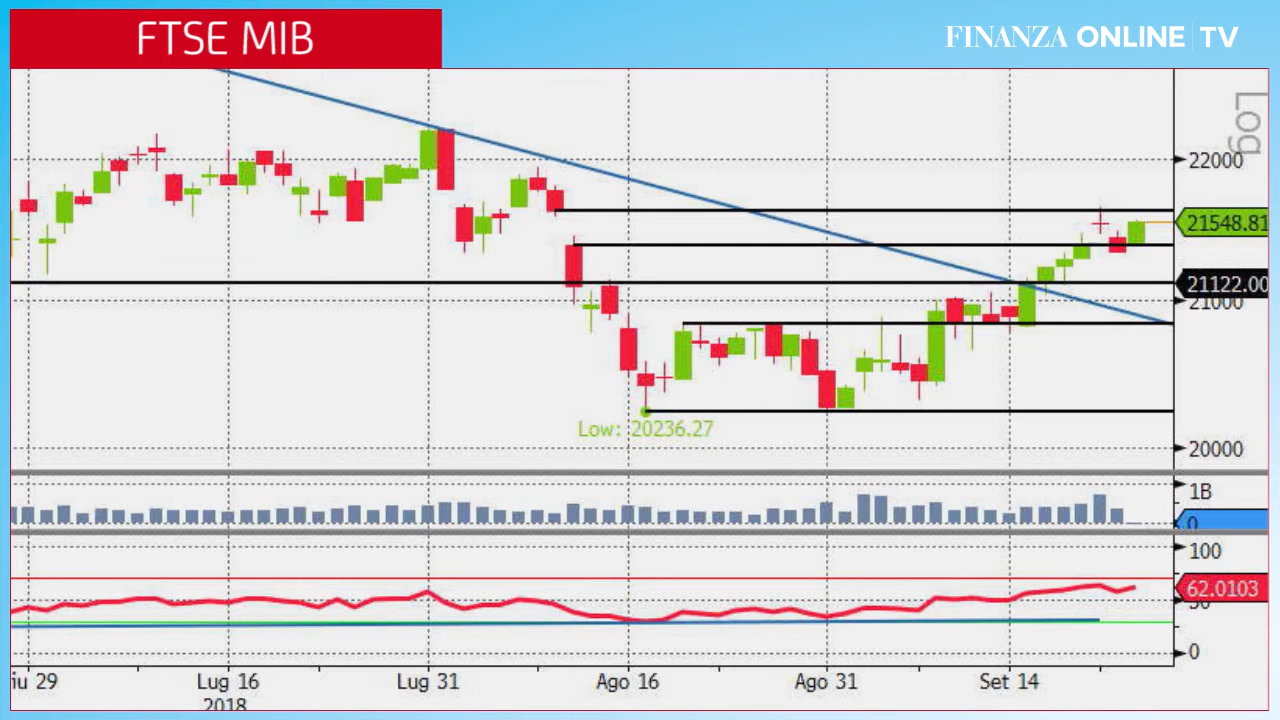 FTSE MIB
FINANZA ONLINE TV
Log
22000
21548.81
21122.00
21000
Low: 20236.27
20000
1B
0
100
62.0103
50
0
iu 29 Lug 16 Lug 31 Ago 16 Ago 31 Set 14
2018